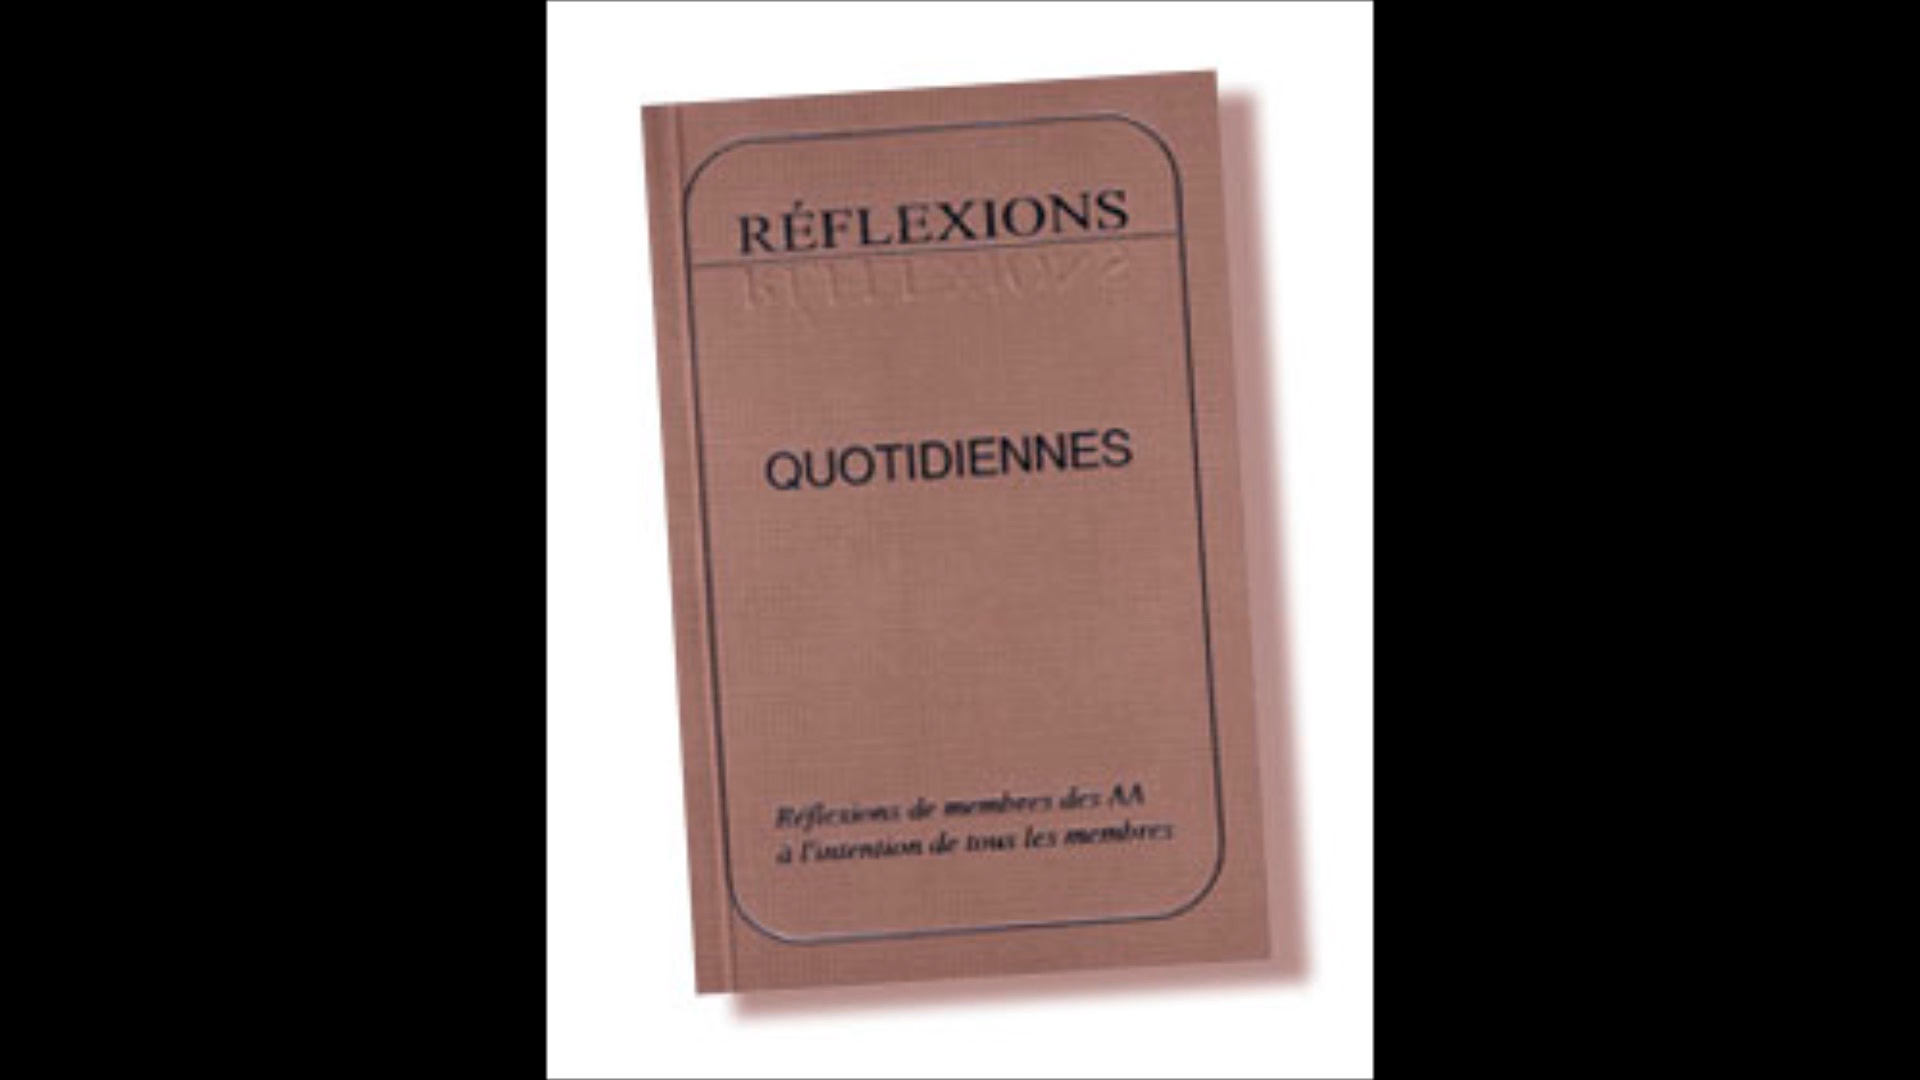 RÉFLEXIONS
QUOTIDIENNES
Réflexions de membres des AA
à l'intention de tous les membres